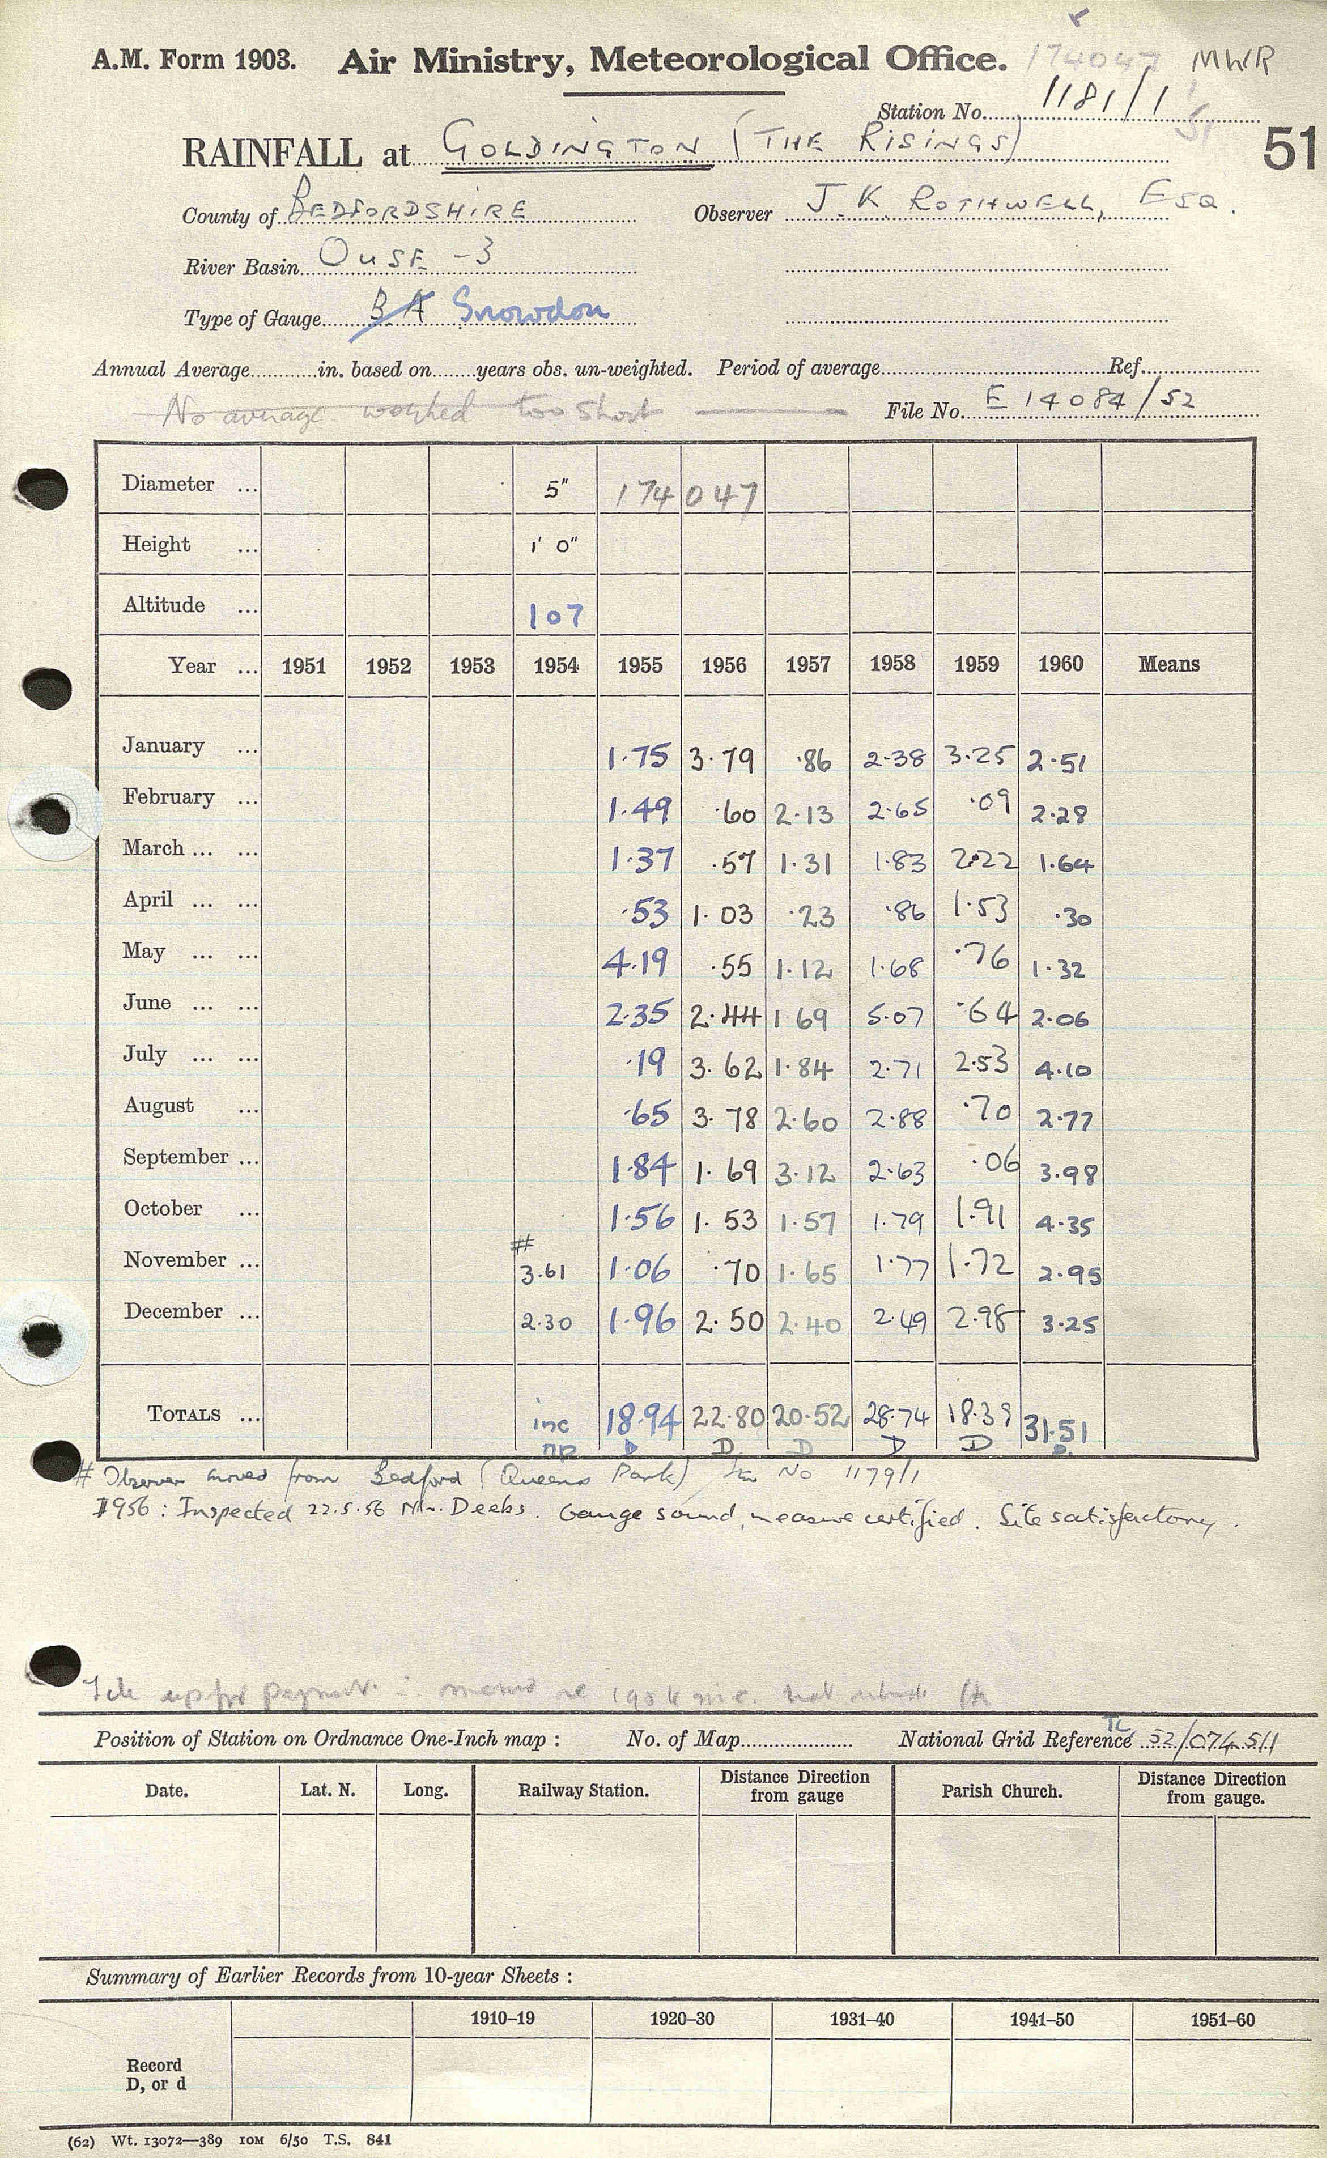 174047 MWR
A.M. Form 1903. Air Ministry, Meteorological Office.
Station No. 1181/1
RAINFALL at GOLDINGTON (THE RISINGS)
51
County of BEDFORDSHIRE Observer J. K. ROTHWELL, ESQ.
River Basin OUSE - 3
Type of Gauge BA Snowdon
Annual Average in. based on years obs. un-weighted. Period of average Ref.
No average worked too short
File No. E 14084/52
Diameter ... 5" 174047
Height ... 1' 0"
Altitude ... 107
Year ... 1951 1952 1953 1954 1955 1956 1957 1958 1959 1960 Means
January ... 1.75 3.79 .86 2.38 3.25 2.51
February ... 1.49 .60 2.13 2.65 .09 2.28
March ... ... 1.37 .57 1.31 1.83 2.22 1.64
April ... ... .53 1.03 .23 .86 1.53 .30
May ... ... 4.19 .55 1.12 1.68 .76 1.32
June ... ... 2.35 2.44 1.69 5.07 .64 2.06
July ... ... .19 3.62 1.84 2.71 2.53 4.10
August ... .65 3.78 2.60 2.88 .70 2.77
September ... 1.84 1.69 3.12 2.63 .06 3.98
October ... 1.56 1.53 1.57 1.79 1.91 4.35
#
November ... 3.61 1.06 .70 1.65 1.77 1.72 2.95
December ... 2.30 1.96 2.50 2.40 2.49 2.98 3.25
TOTALS ... inc 18.94 22.80 20.52 28.74 18.39 31.51
np D D D D D D.
# Observer moved from Bedford (Queens Park) Stn No 1179/1
1956: Inspected 22.5.56 Mr. Deeks. Gauge sound, measure certified. Site satisfactory.
Position of Station on Ordnance One-Inch map: No. of Map National Grid Reference TL 52/074511
Date. Lat. N. Long. Railway Station. Distance Direction from gauge Parish Church. Distance Direction from gauge.
Summary of Earlier Records from 10-year Sheets:
1910–19 1920–30 1931–40 1941–50 1951–60
Record
D, or d
(62) Wt. 13072—389 10M 6/50 T.S. 841